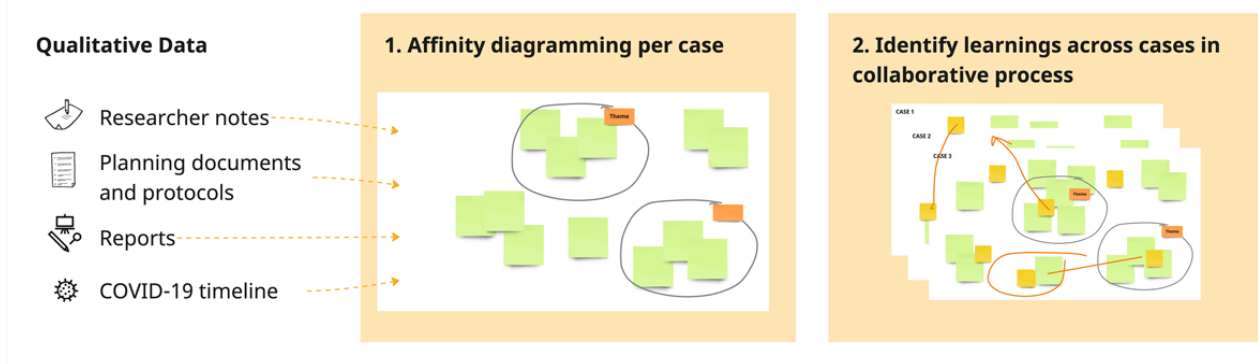 Qualitative Data
Researcher notes
Planning documents
and protocols
Reports
COVID-19 timeline
1. Affinity diagramming per case
Theme
2. Identify learnings across cases in
collaborative process
CASE 1
CASE 2
CASE 3
Theme
Theme